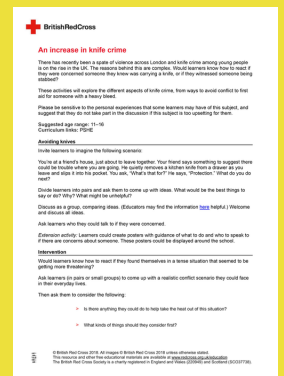 BritishRedCross
An increase in knife crime
There has recently been a spate of violence across London and knife crime among young people
is on the rise in the UK. The reasons behind this are complex. Would learners know how to react if
they were concerned someone they knew was carrying a knife, or if they witnessed someone being
stabbed?
These activities will explore the different aspects of knife crime, from ways to avoid conflict to first
aid for someone with a heavy bleed.
Please be sensitive to the personal experiences that some learners may have of this subject, and
suggest that they do not take part in the discussion if this subject is too upsetting for them.
Suggested age range: 11–16
Curriculum links: PSHE
Avoiding knives
Invite learners to imagine the following scenario:
You're at a friend's house, just about to leave together. Your friend says something to suggest there
could be trouble where you are going. He quietly removes a kitchen knife from a drawer as you
leave and slips it into his pocket. You ask, "What's that for?" He says, "Protection." What do you do
next?
Divide learners into pairs and ask them to come up with ideas. What would be the best things to
say or do? Why? What might be unhelpful?
Discuss as a group, comparing ideas. (Educators may find the information here helpful.) Welcome
and discuss all ideas.
Ask learners who they could talk to if they were concerned.
Extension activity: Learners could create posters with guidance of what to do and who to speak to
if there are concerns about someone. These posters could be displayed around the school.
Intervention
Would learners know how to react if they found themselves in a tense situation that seemed to be
getting more threatening?
Ask learners (in pairs or small groups) to come up with a realistic conflict scenario they could face
in their everyday lives.
Then ask them to consider the following:
> Is there anything they could do to help take the heat out of this situation?
> What kinds of things should they consider first?
© British Red Cross 2018. All images © British Red Cross 2018 unless otherwise stated.
This resource and other free educational materials are available at www.redcross.org.uk/education
The British Red Cross Society is a charity registered in England and Wales (220949) and Scotland (SC037738).